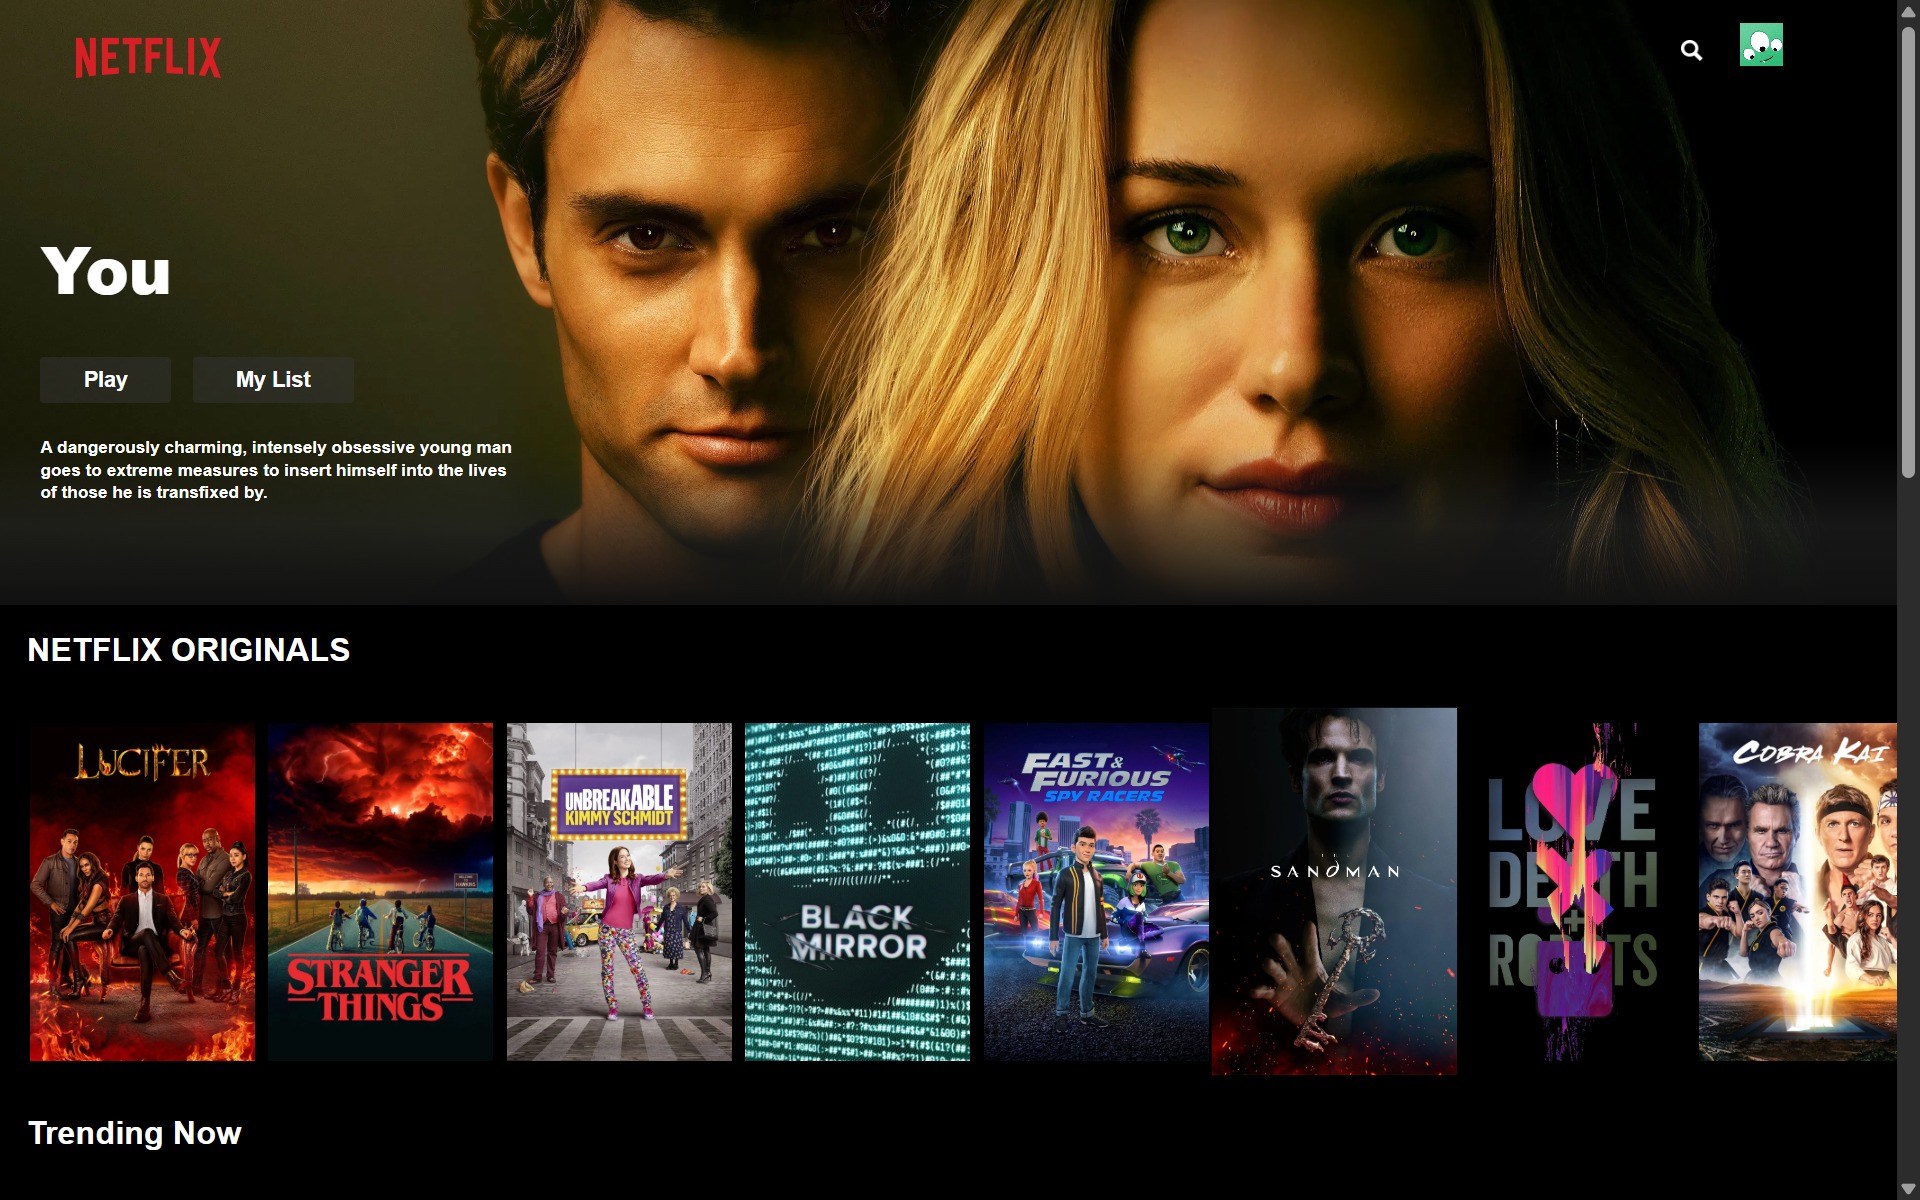 NETFLIX
You
Play
My List
A dangerously charming, intensely obsessive young man
goes to extreme measures to insert himself into the lives
of those he is transfixed by.
NETFLIX ORIGINALS
LUCIFER
STRANGER
THINGS
UNBREAKABLE
KIMMY SCHMIDT
BLACK
MIRROR
FAST &
FURIOUS
SPY RACERS
THE
SANDMAN
LOVE
DEATH
+
ROBOTS
COBRA KAI
Trending Now